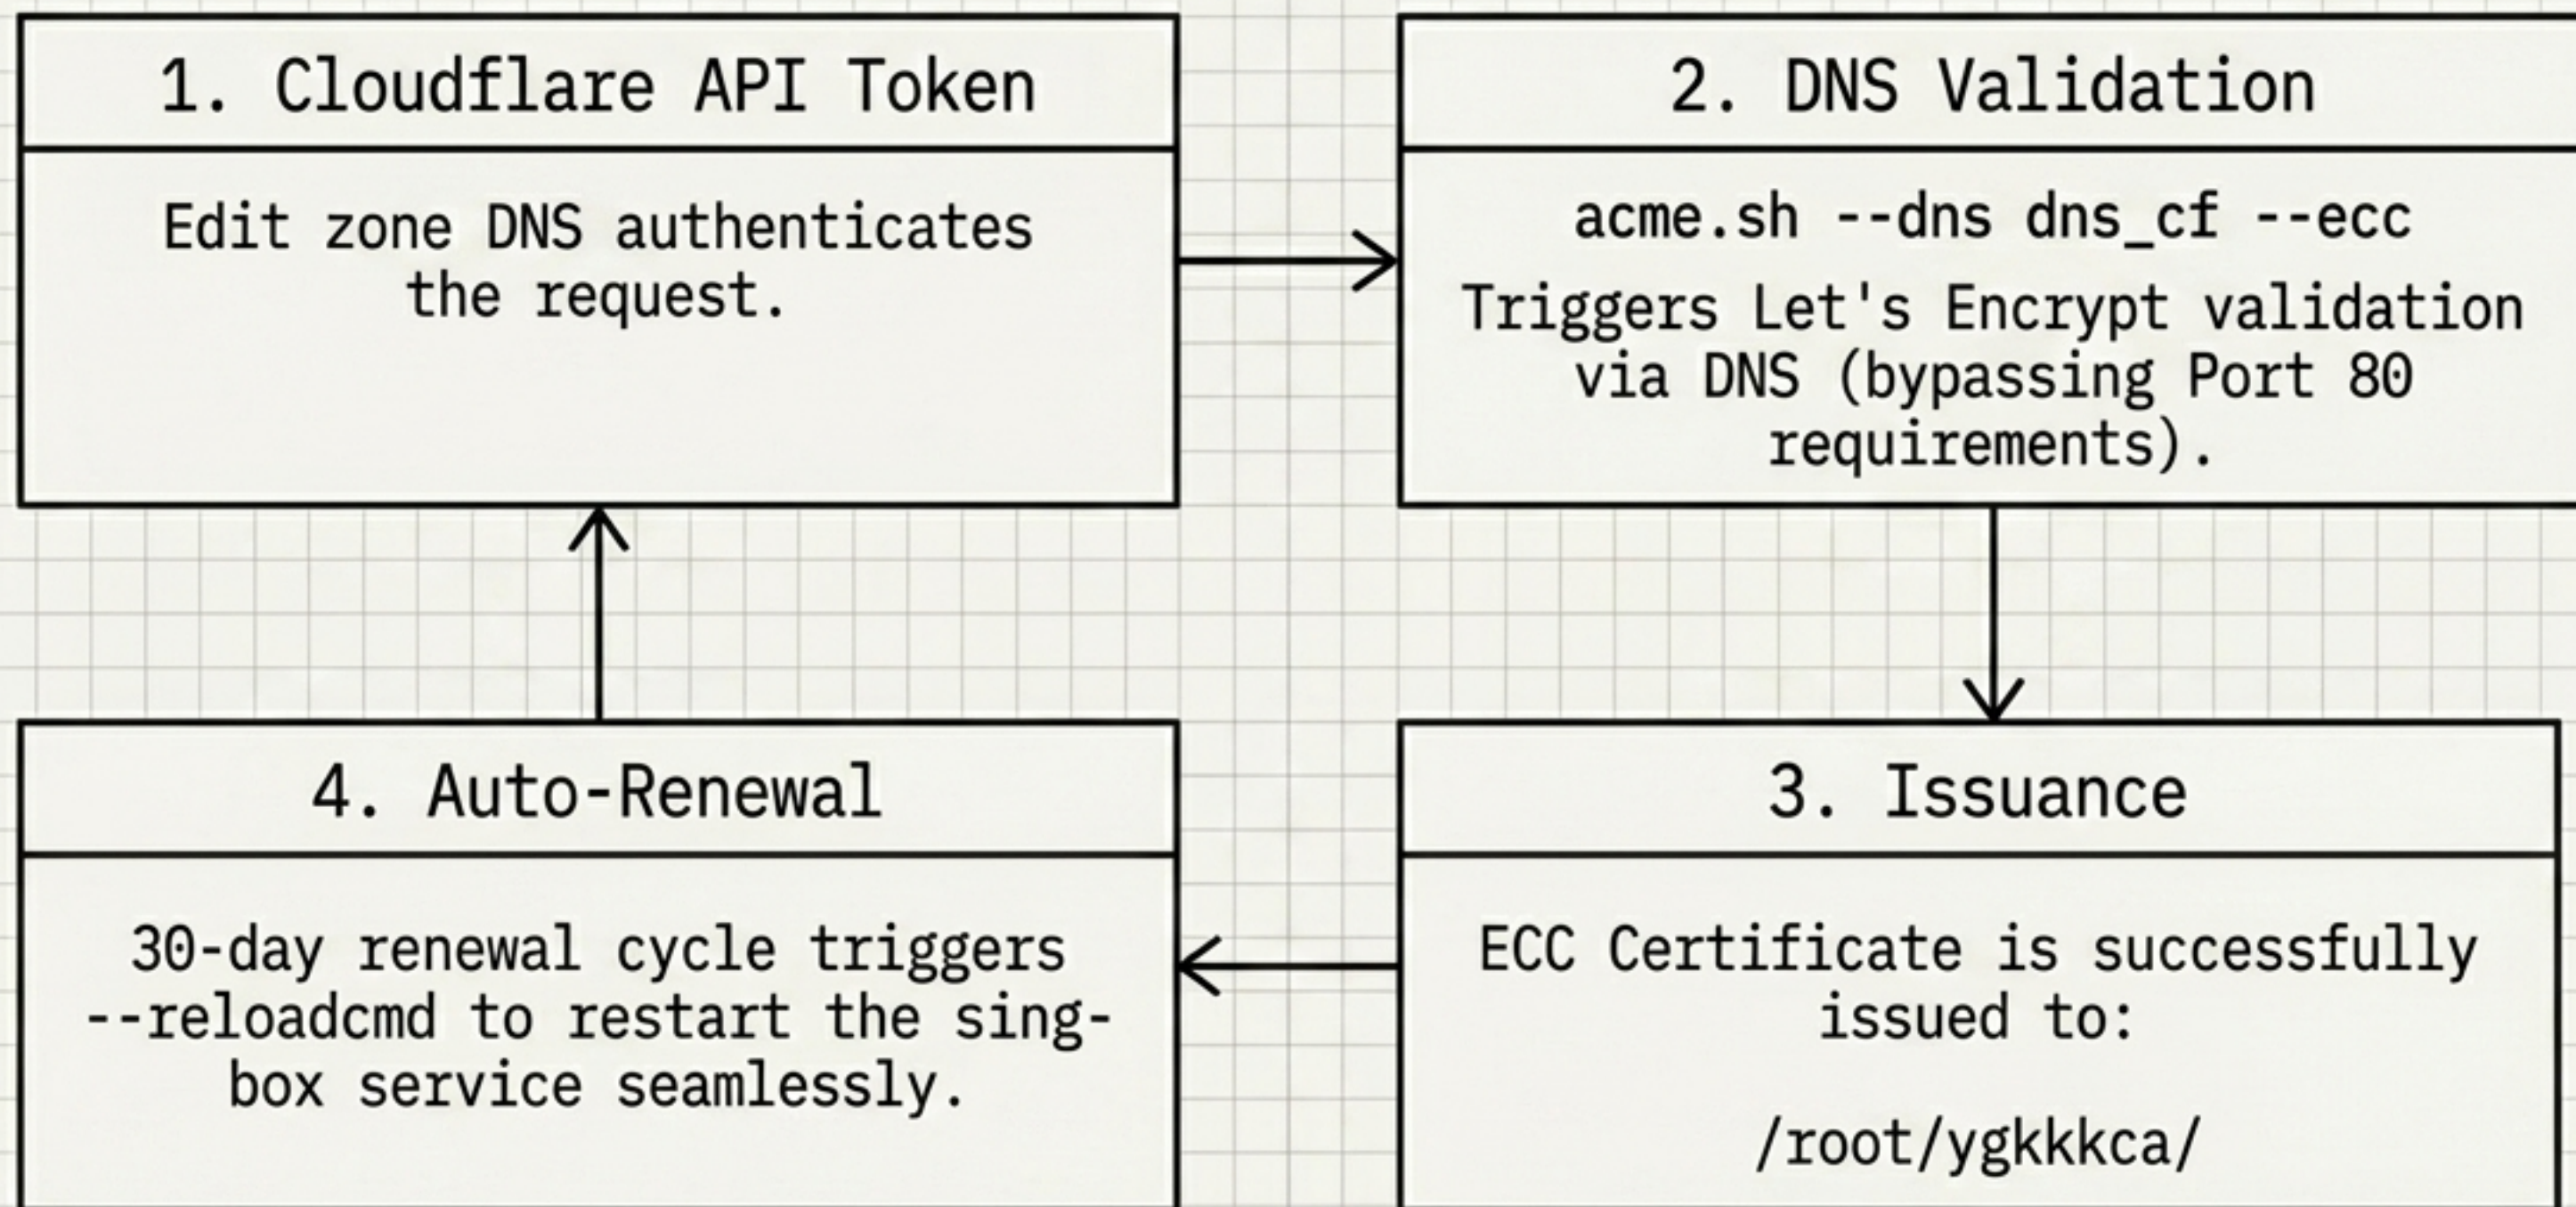 1. Cloudflare API Token
Edit zone DNS authenticates
the request.
2. DNS Validation
acme.sh --dns dns_cf --ecc
Triggers Let's Encrypt validation
via DNS (bypassing Port 80
requirements).
3. Issuance
ECC Certificate is successfully
issued to:
/root/ygkkkca/
4. Auto-Renewal
30-day renewal cycle triggers
--reloadcmd to restart the sing-
box service seamlessly.